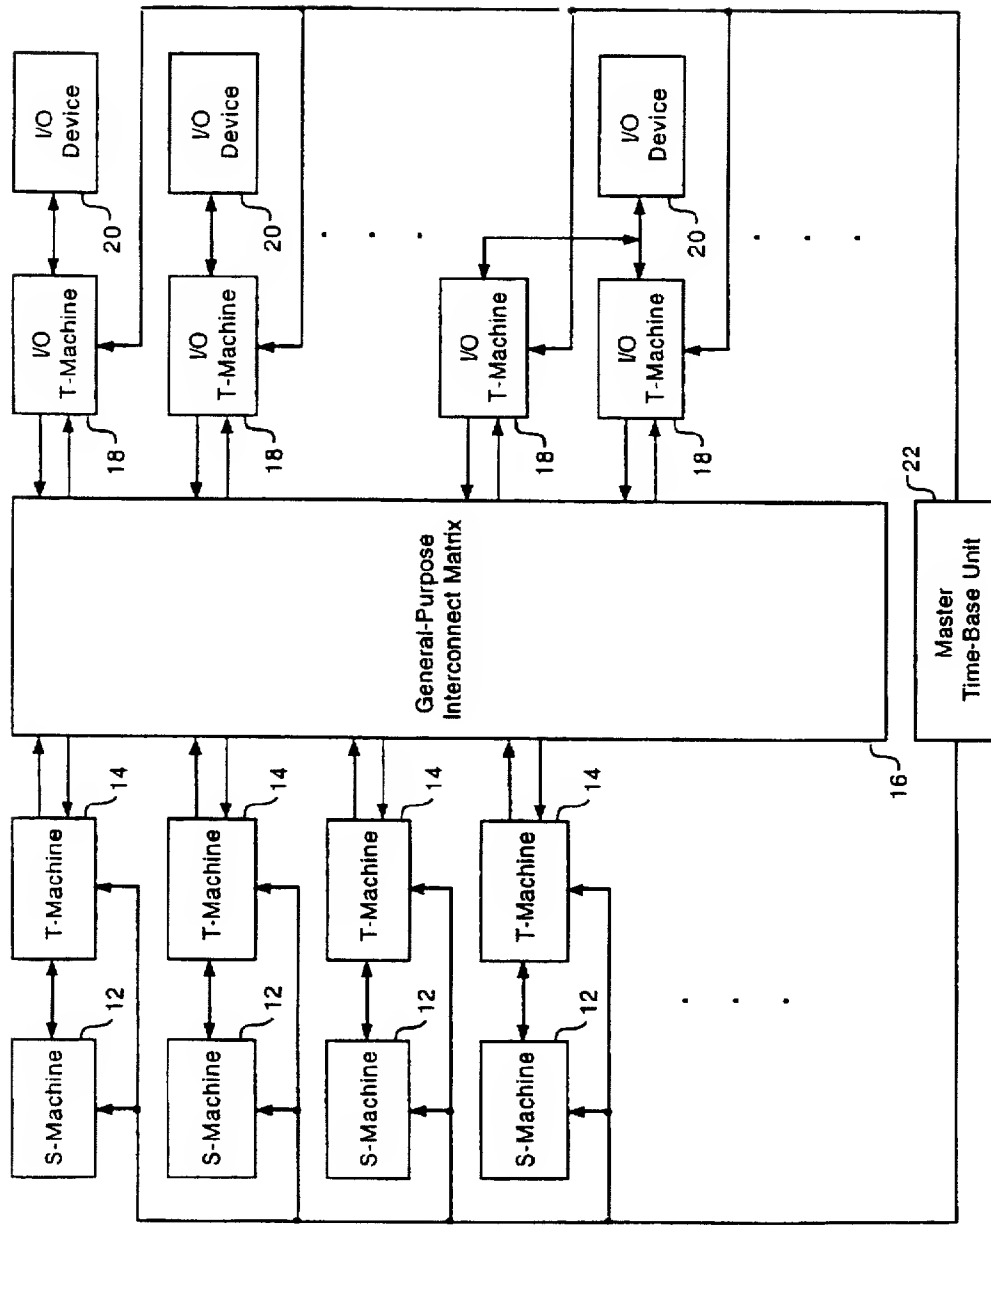 S-Machine
12
T-Machine
14
I/O
T-Machine
18
I/O
Device
20
S-Machine
12
T-Machine
14
I/O
T-Machine
18
I/O
Device
20
S-Machine
12
T-Machine
14
General-Purpose
Interconnect Matrix
I/O
T-Machine
18
S-Machine
12
T-Machine
14
I/O
T-Machine
18
I/O
Device
20
16
22
Master
Time-Base Unit